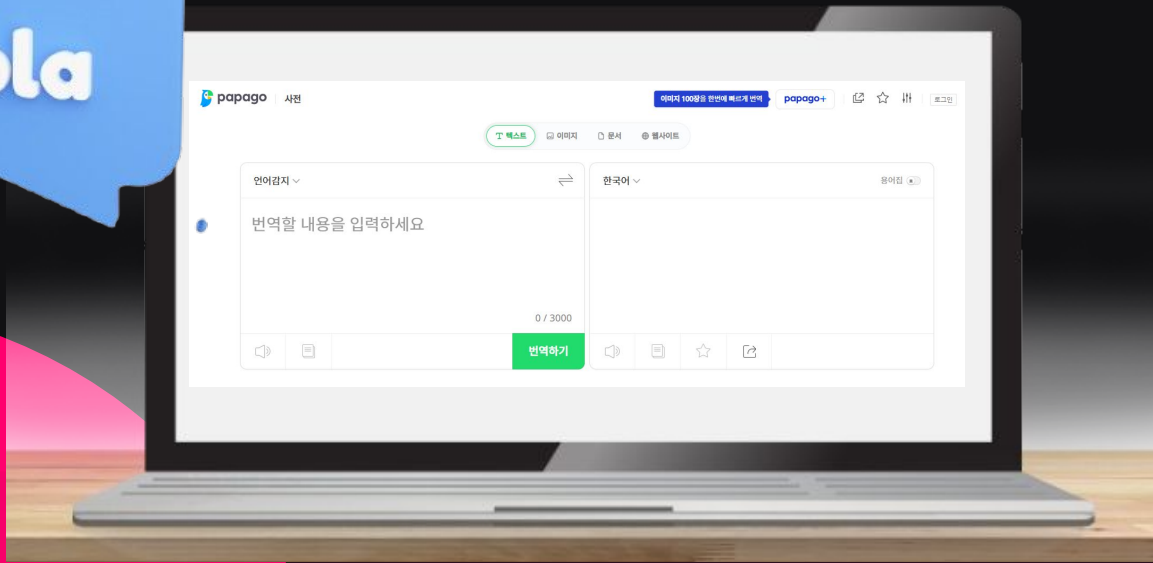 ola
papago 사전
이미지 100장을 한번에 빠르게 번역 papago+ 로그인
텍스트 이미지 문서 웹사이트
언어감지
한국어 용어집
번역할 내용을 입력하세요
0 / 3000
번역하기